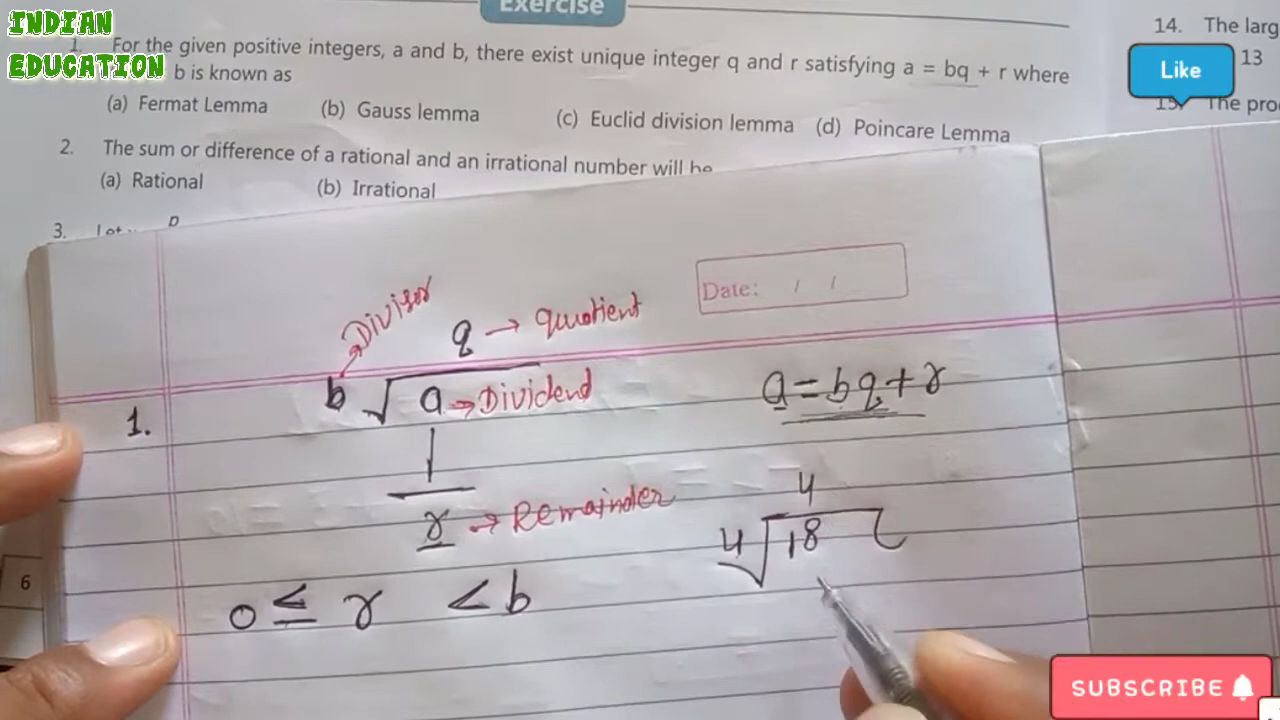 INDIAN
EDUCATION
Exercise
1. For the given positive integers, a and b, there exist unique integer q and r satisfying a = bq + r where
b is known as
(a) Fermat Lemma (b) Gauss lemma (c) Euclid division lemma (d) Poincare Lemma
2. The sum or difference of a rational and an irrational number will be
(a) Rational (b) Irrational
3. Let
p
14. The larg
13
Like
15. The pro
Date: / /
Divisor
q → quotient
b √ a → Dividend
a = bq + r
1.
r → Remainder
4
4 √ 18
0 ≤ r < b
6
SUBSCRIBE